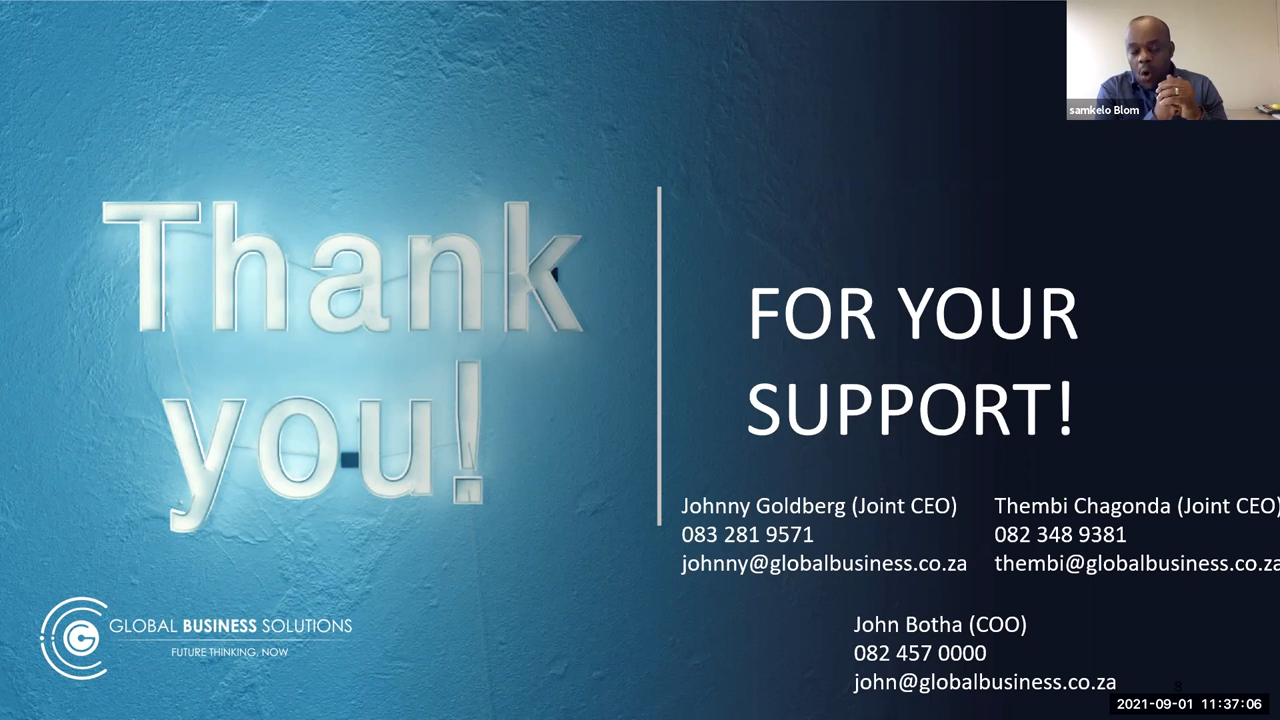 samkelo Blom
Thank
you!
FOR YOUR
SUPPORT!
Johnny Goldberg (Joint CEO)
083 281 9571
johnny@globalbusiness.co.za
Thembi Chagonda (Joint CEO)
082 348 9381
thembi@globalbusiness.co.za
John Botha (COO)
082 457 0000
john@globalbusiness.co.za
GLOBAL BUSINESS SOLUTIONS
FUTURE THINKING, NOW
8
2021-09-01 11:37:06